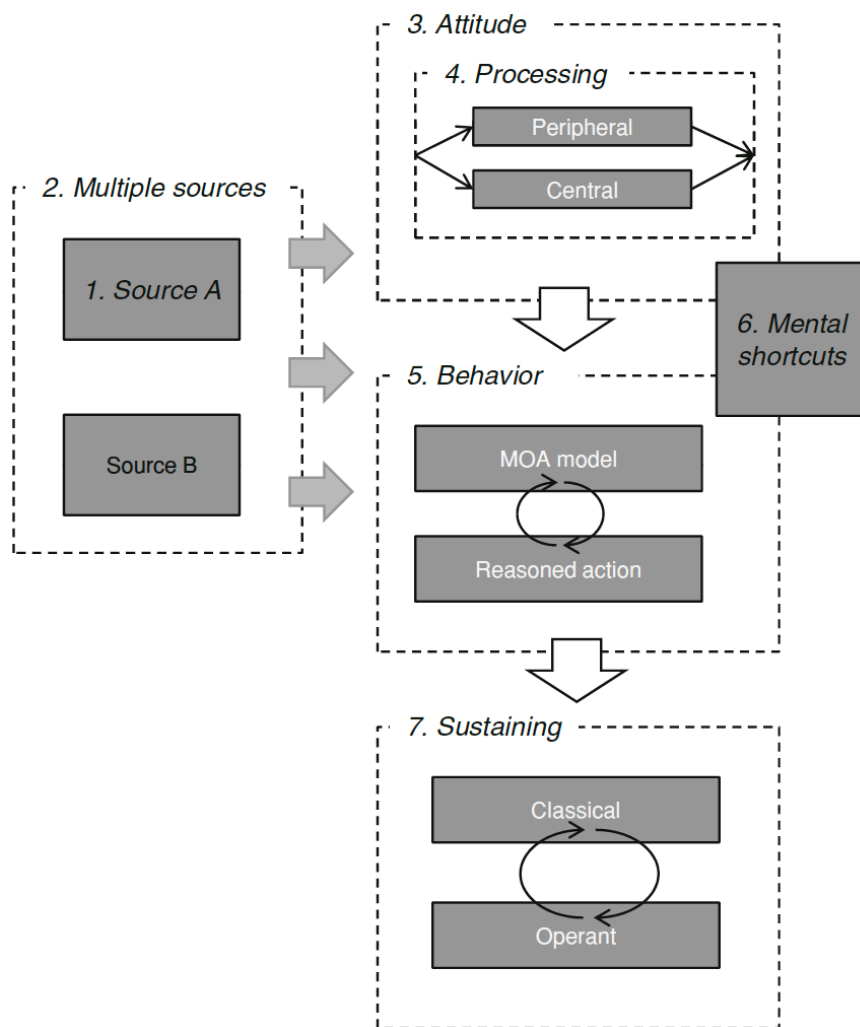 3. Attitude
4. Processing
Peripheral
Central
2. Multiple sources
1. Source A
Source B
6. Mental
shortcuts
5. Behavior
MOA model
Reasoned action
7. Sustaining
Classical
Operant